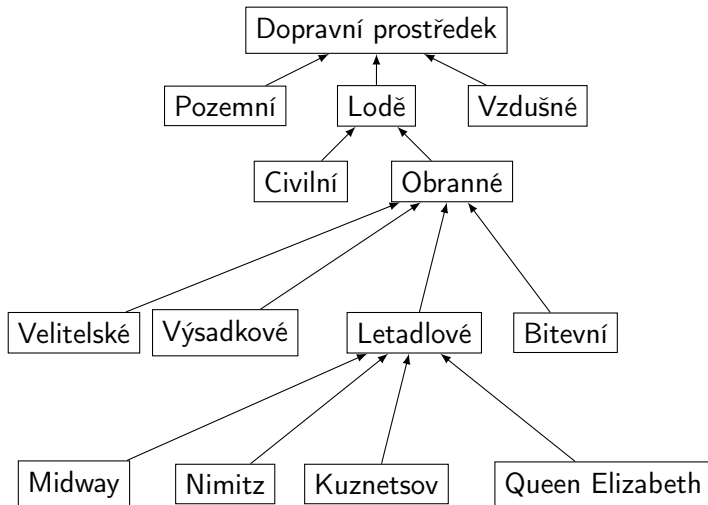 Dopravní prostředek
Pozemní
Lodě
Vzdušné
Civilní
Obranné
Velitelské
Výsadkové
Letadlové
Bitevní
Midway
Nimitz
Kuznetsov
Queen Elizabeth